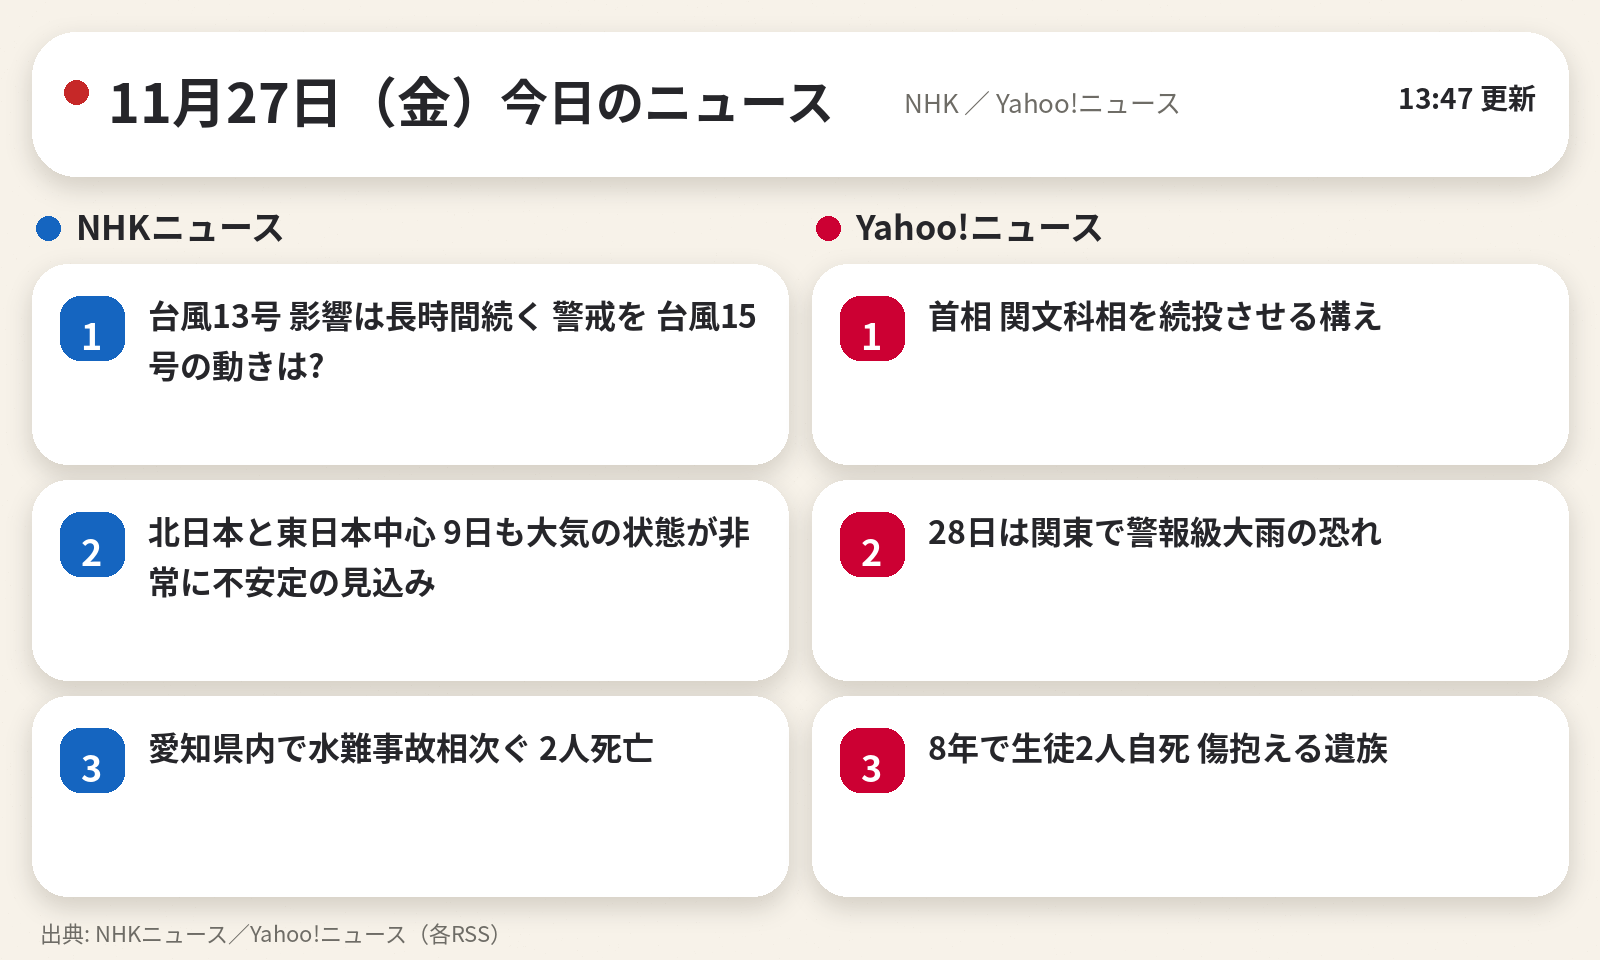 11月27日（金）今日のニュース
NHK ／ Yahoo!ニュース
13:47 更新
NHKニュース
1
台風13号 影響は長時間続く 警戒を 台風15
号の動きは?
2
北日本と東日本中心 9日も大気の状態が非
常に不安定の見込み
3
愛知県内で水難事故相次ぐ 2人死亡
Yahoo!ニュース
1
首相 関文科相を続投させる構え
2
28日は関東で警報級大雨の恐れ
3
8年で生徒2人自死 傷抱える遺族
出典: NHKニュース／Yahoo!ニュース（各RSS）